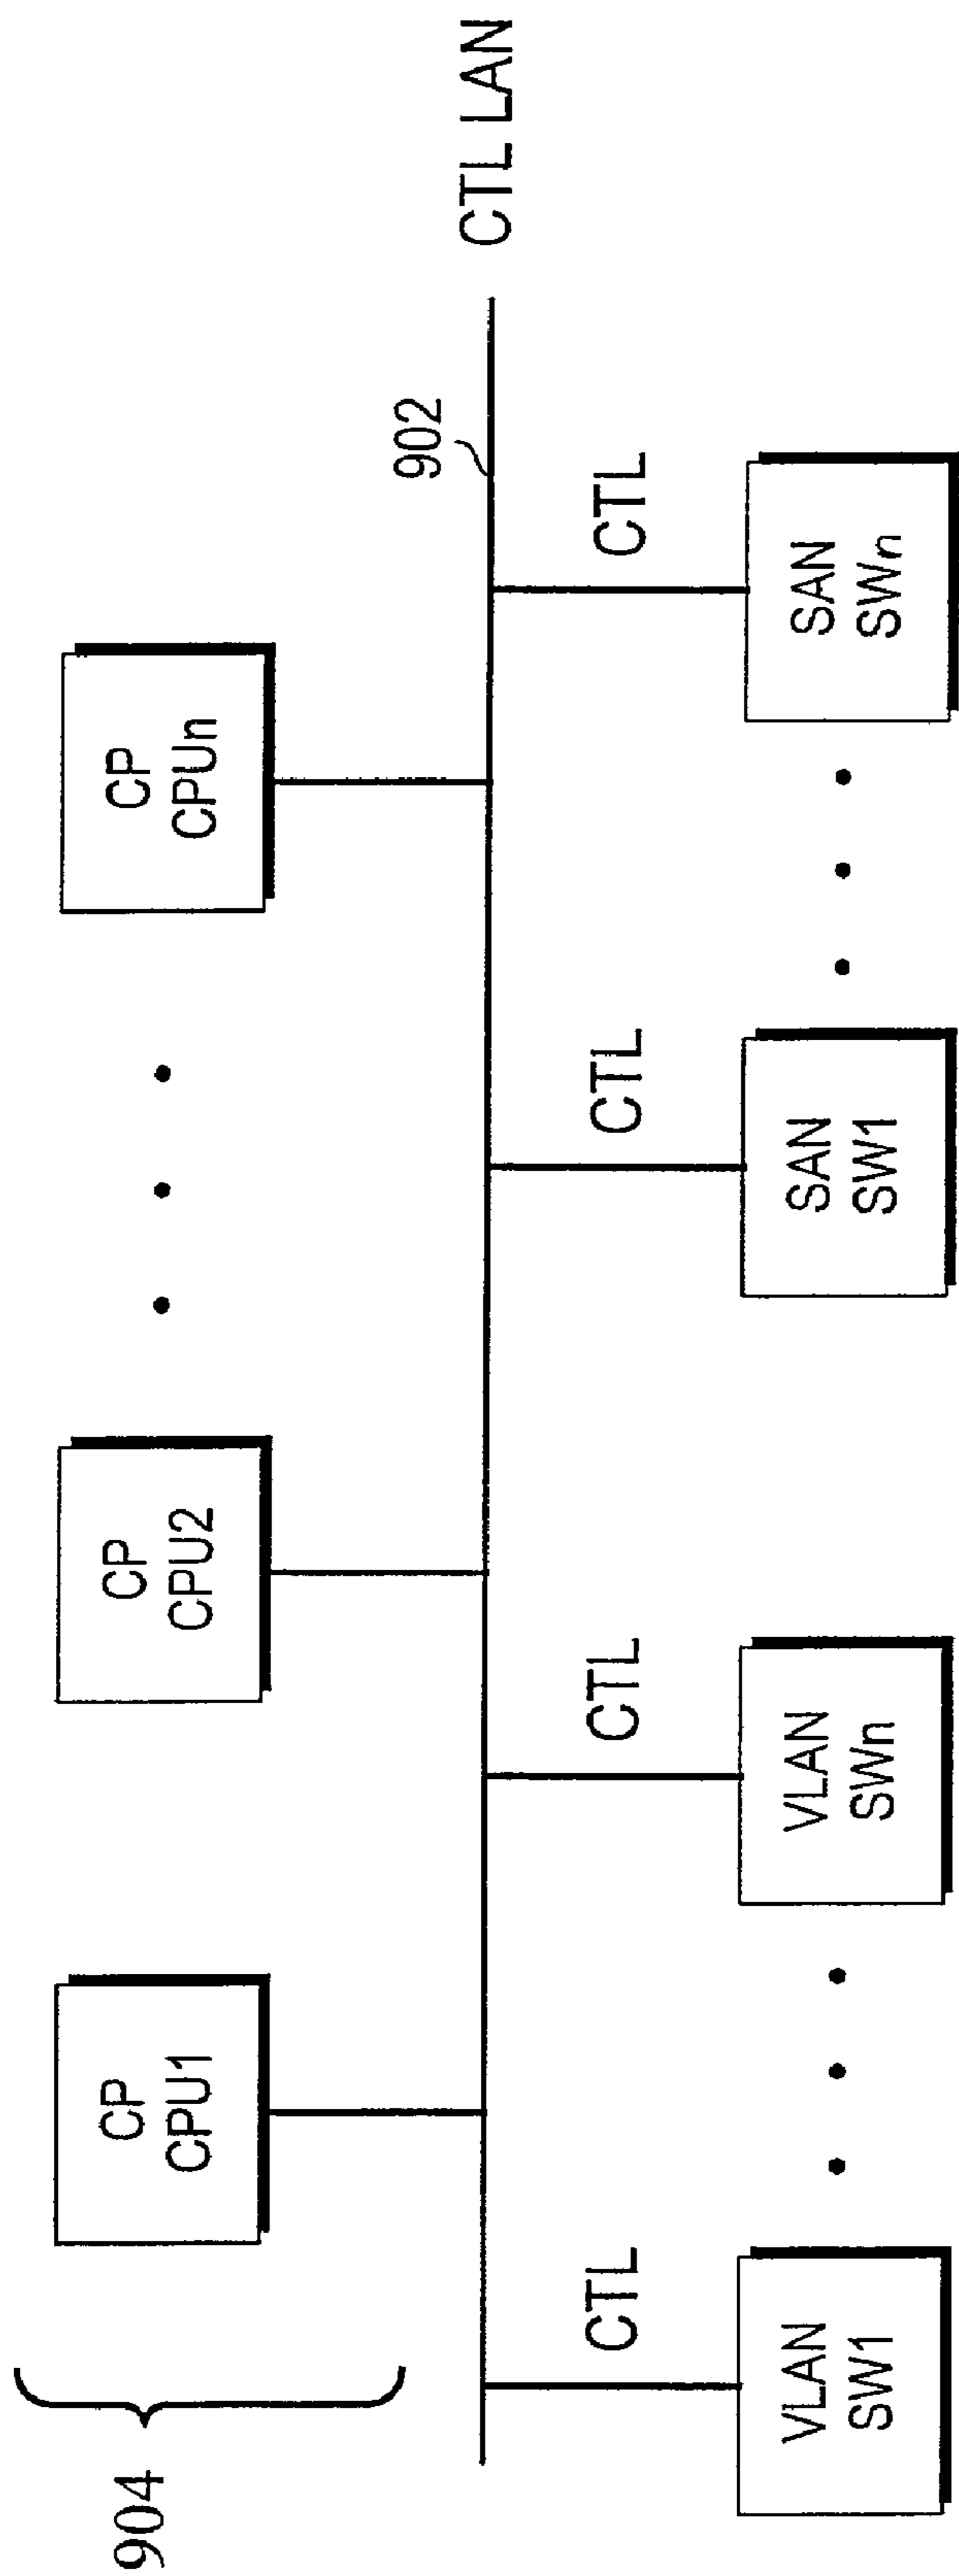 904
CP
CPU1
CP
CPU2
CP
CPUn
902
CTL LAN
CTL
CTL
CTL
CTL
VLAN
SW1
VLAN
SWn
SAN
SW1
SAN
SWn